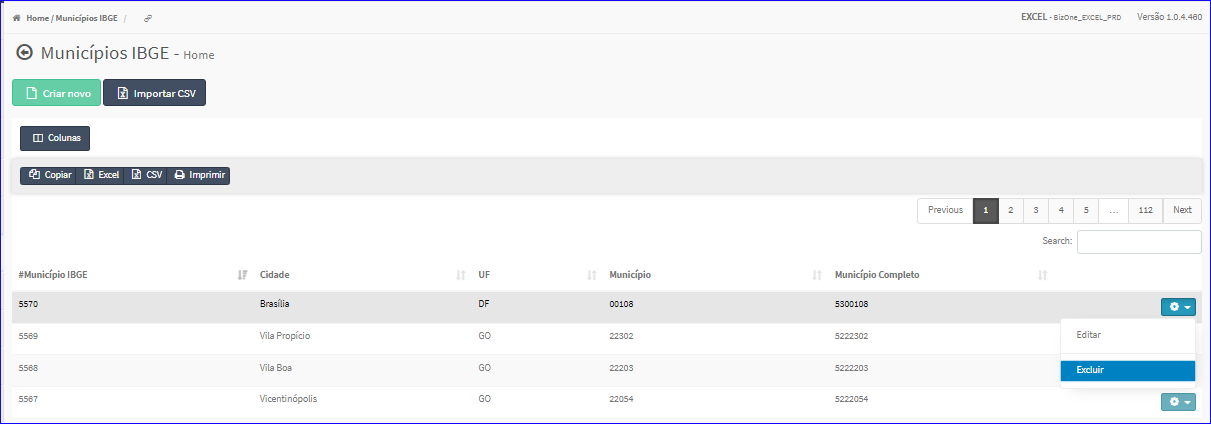 Home / Municípios IBGE /
EXCEL - BizOne_EXCEL_PRD Versão 1.0.4.460
Municípios IBGE - Home
Criar novo Importar CSV
Colunas
Copiar Excel CSV Imprimir
Previous 1 2 3 4 5 ... 112 Next
Search:
#Município IBGE Cidade UF Município Município Completo
5570 Brasília DF 00108 5300108
5569 Vila Propício GO 22302 5222302
Editar
5568 Vila Boa GO 22203 5222203
Excluir
5567 Vicentinópolis GO 22054 5222054